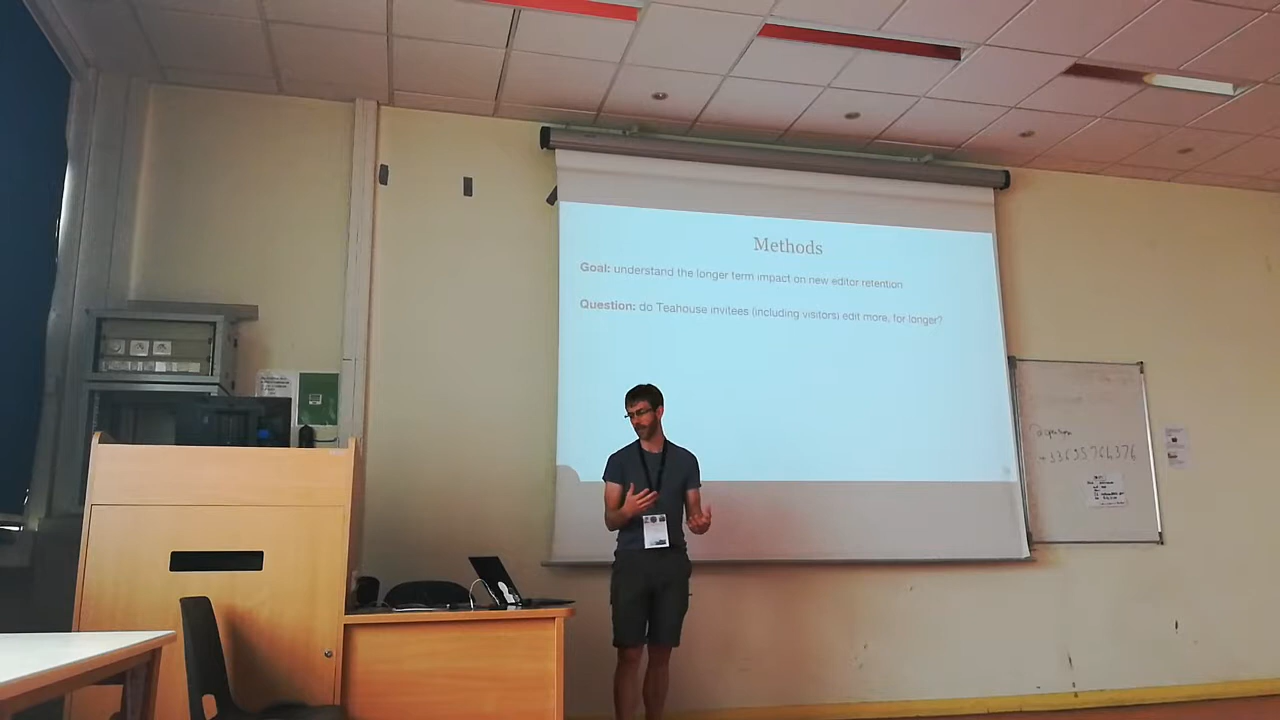 Methods
Goal: understand the longer term impact on new editor retention
Question: do Teahouse invitees (including visitors) edit more, for longer?